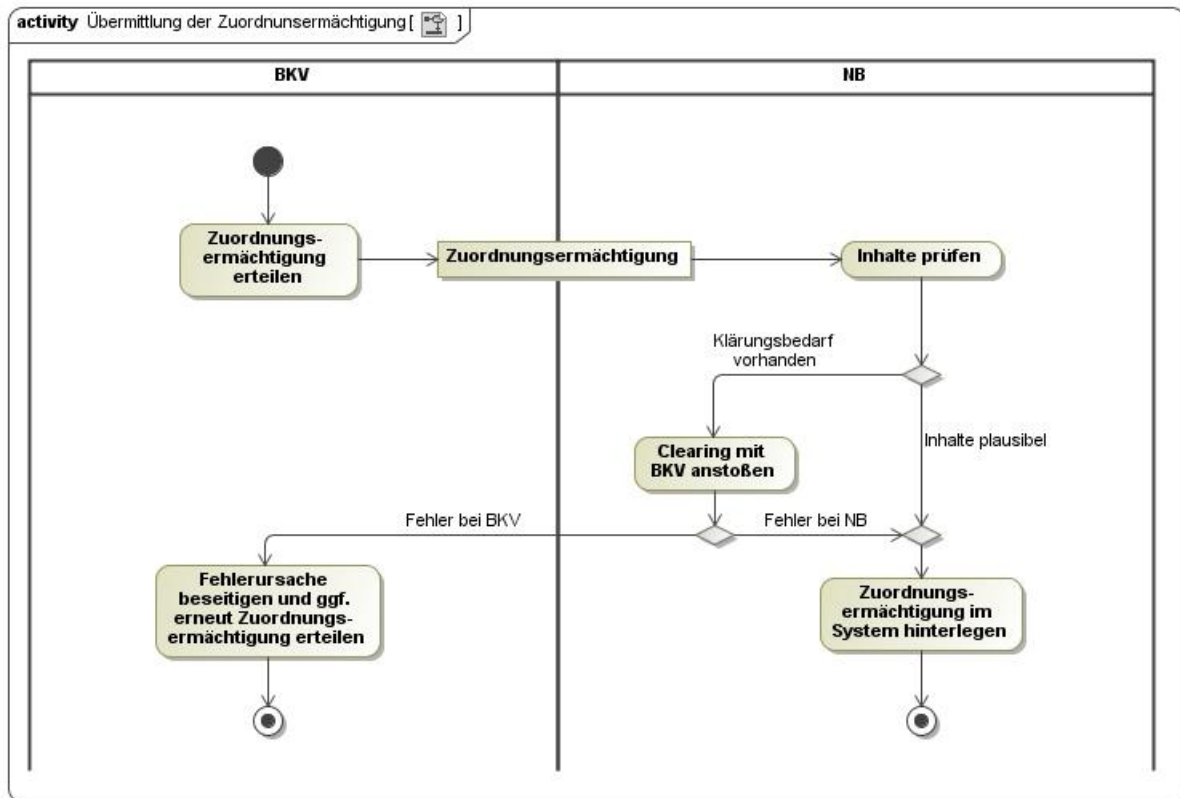 activity Übermittlung der Zuordnunsermächtigung [ ]
BKV
NB
Zuordnungs-
ermächtigung
erteilen
Zuordnungsermächtigung
Inhalte prüfen
Klärungsbedarf
vorhanden
Inhalte plausibel
Clearing mit
BKV anstoßen
Fehler bei BKV
Fehler bei NB
Fehlerursache
beseitigen und ggf.
erneut Zuordnungs-
ermächtigung erteilen
Zuordnungs-
ermächtigung im
System hinterlegen